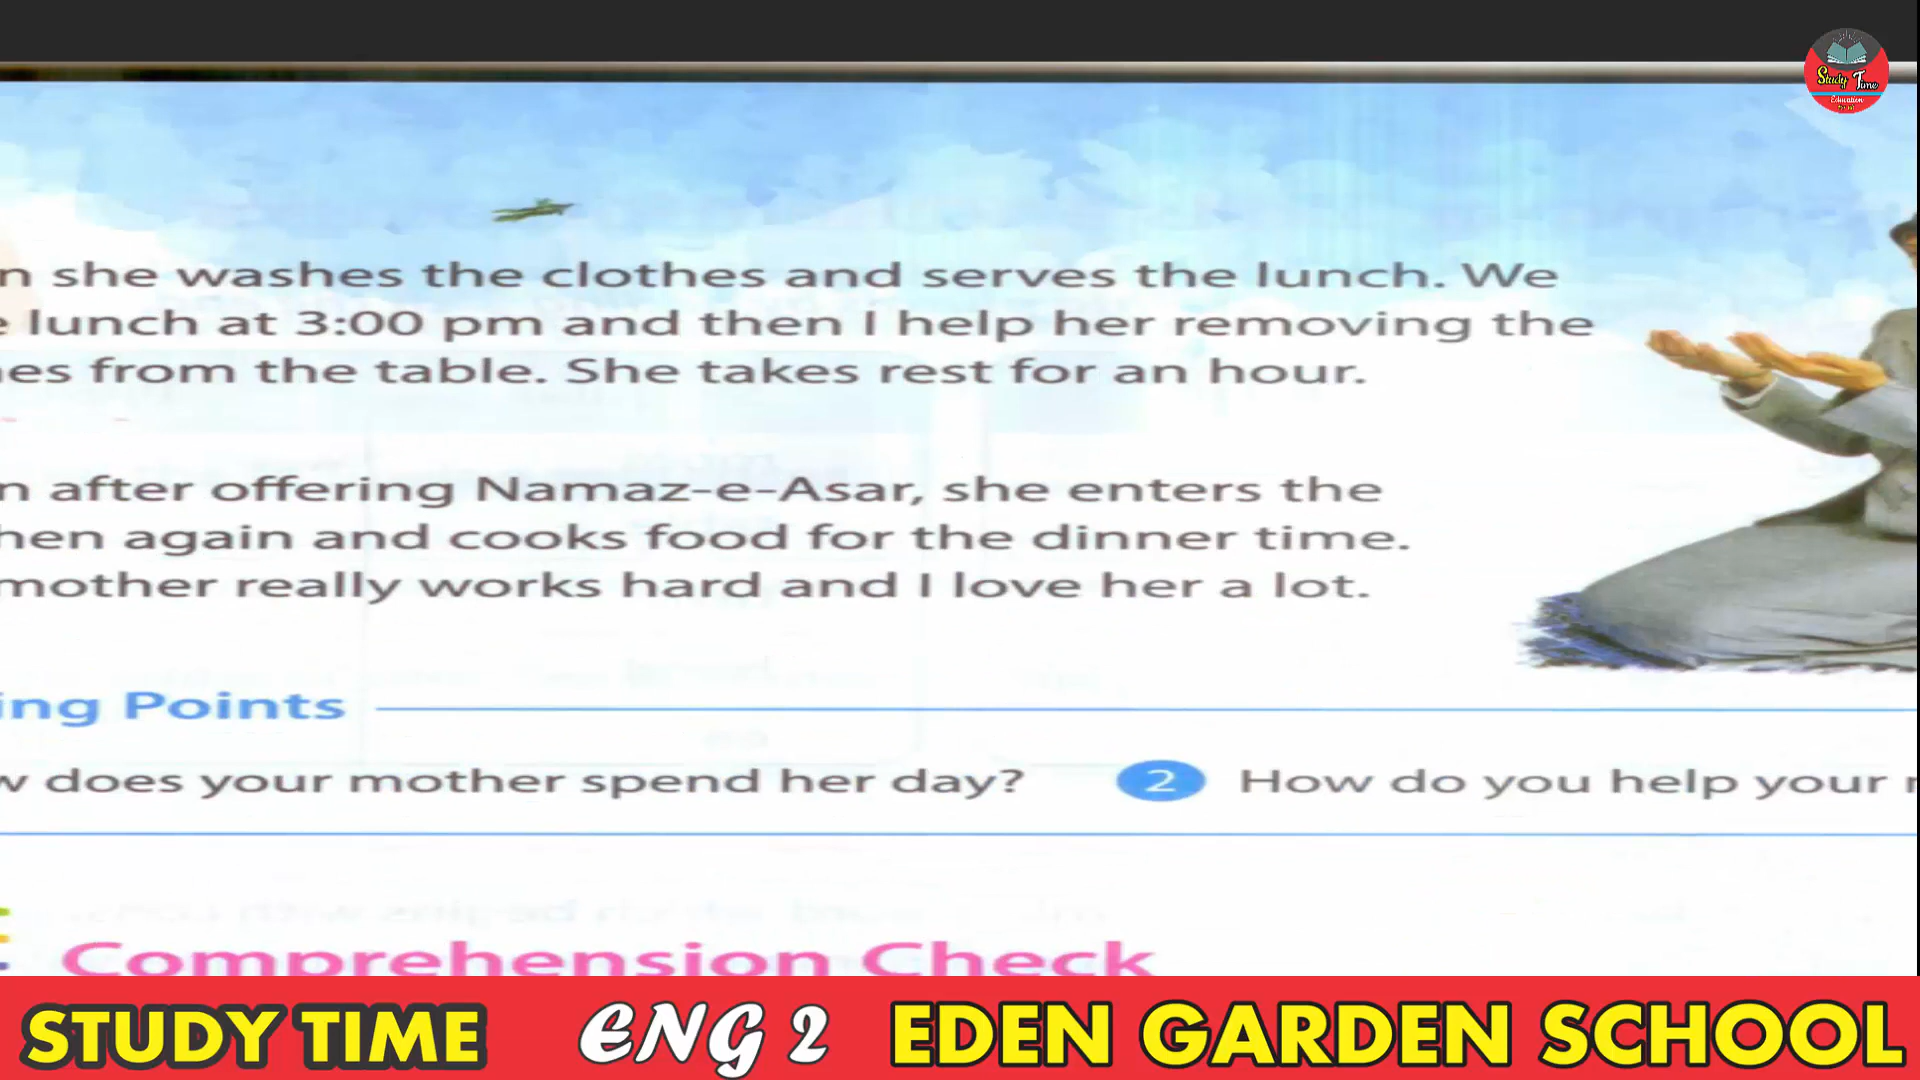 Study Time
Education
n she washes the clothes and serves the lunch. We
e lunch at 3:00 pm and then I help her removing the
es from the table. She takes rest for an hour.
n after offering Namaz-e-Asar, she enters the
hen again and cooks food for the dinner time.
mother really works hard and I love her a lot.
ing Points
w does your mother spend her day? 2 How do you help your
Comprehension Check
STUDY TIME ENG 2 EDEN GARDEN SCHOOL